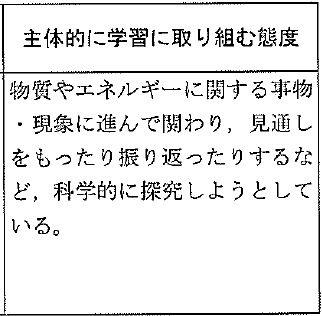 主体的に学習に取り組む態度
物質やエネルギーに関する事物
・現象に進んで関わり，見通し
をもったり振り返ったりするな
ど，科学的に探究しようとして
いる。